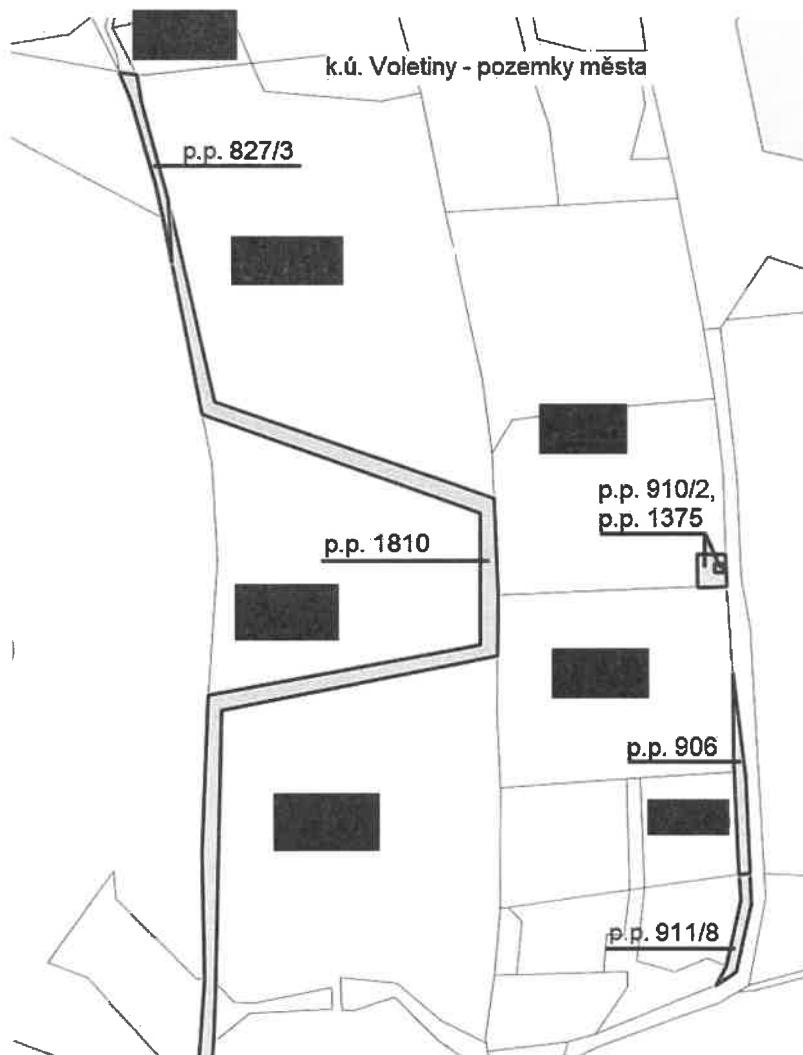 k.ú. Voletiny - pozemky města
p.p. 827/3
p.p. 910/2,
p.p. 1375
p.p. 1810
p.p. 906
p.p. 911/8